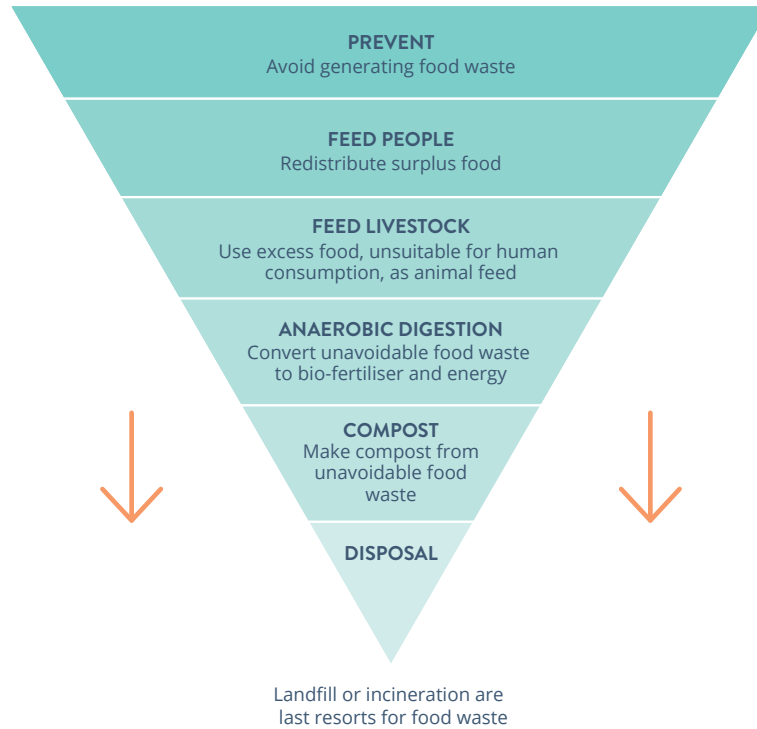 PREVENT
Avoid generating food waste
FEED PEOPLE
Redistribute surplus food
FEED LIVESTOCK
Use excess food, unsuitable for human
consumption, as animal feed
ANAEROBIC DIGESTION
Convert unavoidable food waste
to bio-fertiliser and energy
COMPOST
Make compost from
unavoidable food
waste
DISPOSAL
Landfill or incineration are
last resorts for food waste